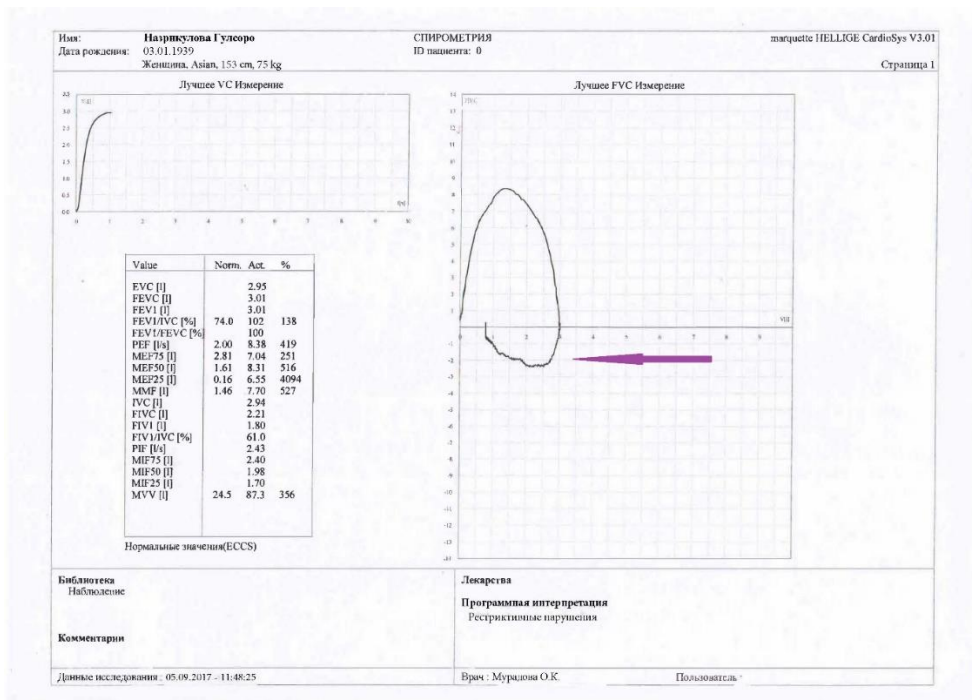 Имя: Назрикулова Гулсоро СПИРОМЕТРИЯ marquette HELLIGE CardioSys V3.01
Дата рождения: 03.01.1939 ID пациента: 0
Женщина, Asian, 153 cm, 75 kg Страница 1
Лучшее VC Измерение
Лучшее FVC Измерение
Value Norm. Act. %
EVC [l] 2.95
FEVC [l] 3.01
FEV1 [l] 3.01
FEV1/IVC [%] 74.0 102 138
FEV1/FEVC [%] 100
PEF [l/s] 2.00 8.38 419
MEF75 [l] 2.81 7.04 251
MEF50 [l] 1.61 8.31 516
MEF25 [l] 0.16 6.55 4094
MMF [l] 1.46 7.70 527
IVC [l] 2.94
FIVC [l] 2.21
FIV1 [l] 1.80
FIV1/IVC [%] 61.0
PIF [l/s] 2.43
MIF75 [l] 2.40
MIF50 [l] 1.98
MIF25 [l] 1.70
MVV [l] 24.5 87.3 356
Нормальные значения(ECCS)
Библиотека
Наблюдение
Комментарии
Лекарства
Программная интерпретация
Рестриктивные нарушения
Данные исследования : 05.09.2017 - 11:48:25 Врач : Мурадова О.К. Пользователь :